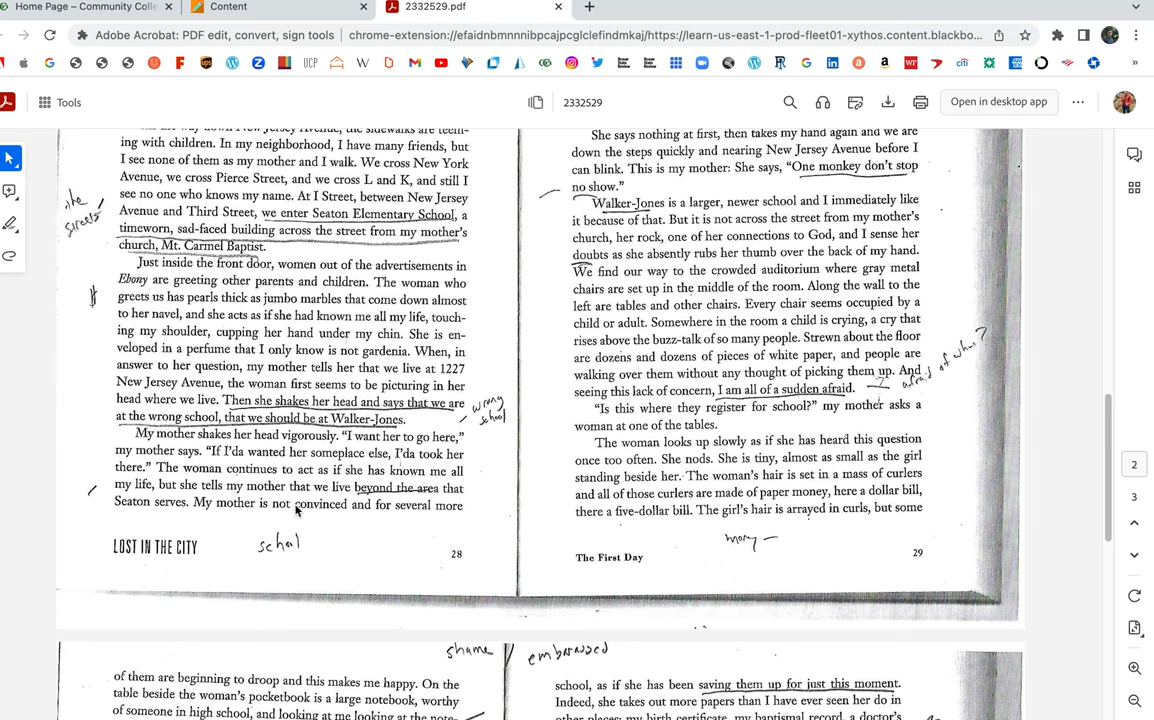 Home Page – Community Colle
Content
2332529.pdf
Adobe Acrobat: PDF edit, convert, sign tools
chrome-extension://efaidnbmnnnibpcajpcglclefindmkaj/https://learn-us-east-1-prod-fleet01-xythos.content.blackbo...
UCP
WF
citi
Tools
2332529
Open in desktop app
ing with children. In my neighborhood, I have many friends, but
I see none of them as my mother and I walk. We cross New York
Avenue, we cross Pierce Street, and we cross L and K, and still I
see no one who knows my name. At I Street, between New Jersey
Avenue and Third Street, we enter Seaton Elementary School, a
timeworn, sad-faced building across the street from my mother's
church, Mt. Carmel Baptist.
the
streets
Just inside the front door, women out of the advertisements in
Ebony are greeting other parents and children. The woman who
greets us has pearls thick as jumbo marbles that come down almost
to her navel, and she acts as if she had known me all my life, touch-
ing my shoulder, cupping her hand under my chin. She is en-
veloped in a perfume that I only know is not gardenia. When, in
answer to her question, my mother tells her that we live at 1227
New Jersey Avenue, the woman first seems to be picturing in her
head where we live. Then she shakes her head and says that we are
at the wrong school, that we should be at Walker-Jones.
wrong
school
My mother shakes her head vigorously. "I want her to go here,"
my mother says. "If I'da wanted her someplace else, I'da took her
there." The woman continues to act as if she has known me all
my life, but she tells my mother that we live beyond the area that
Seaton serves. My mother is not convinced and for several more
LOST IN THE CITY
school
28
She says nothing at first, then takes my hand again and we are
down the steps quickly and nearing New Jersey Avenue before I
can blink. This is my mother: She says, "One monkey don't stop
no show."
Walker-Jones is a larger, newer school and I immediately like
it because of that. But it is not across the street from my mother's
church, her rock, one of her connections to God, and I sense her
doubts as she absently rubs her thumb over the back of my hand.
We find our way to the crowded auditorium where gray metal
chairs are set up in the middle of the room. Along the wall to the
left are tables and other chairs. Every chair seems occupied by a
child or adult. Somewhere in the room a child is crying, a cry that
rises above the buzz-talk of so many people. Strewn about the floor
are dozens and dozens of pieces of white paper, and people are
walking over them without any thought of picking them up. And
seeing this lack of concern, I am all of a sudden afraid.
afraid of what?
"Is this where they register for school?" my mother asks a
woman at one of the tables.
The woman looks up slowly as if she has heard this question
once too often. She nods. She is tiny, almost as small as the girl
standing beside her. The woman's hair is set in a mass of curlers
and all of those curlers are made of paper money, here a dollar bill,
there a five-dollar bill. The girl's hair is arrayed in curls, but some
The First Day
money —
29
2
3
shame / embarrassed
of them are beginning to droop and this makes me happy. On the
table beside the woman's pocketbook is a large notebook, worthy
of someone in high school, and looking at me looking at the note-
school, as if she has been saving them up for just this moment.
Indeed, she takes out more papers than I have ever seen her do in
other places: my birth certificate, my baptismal record, a doctor's